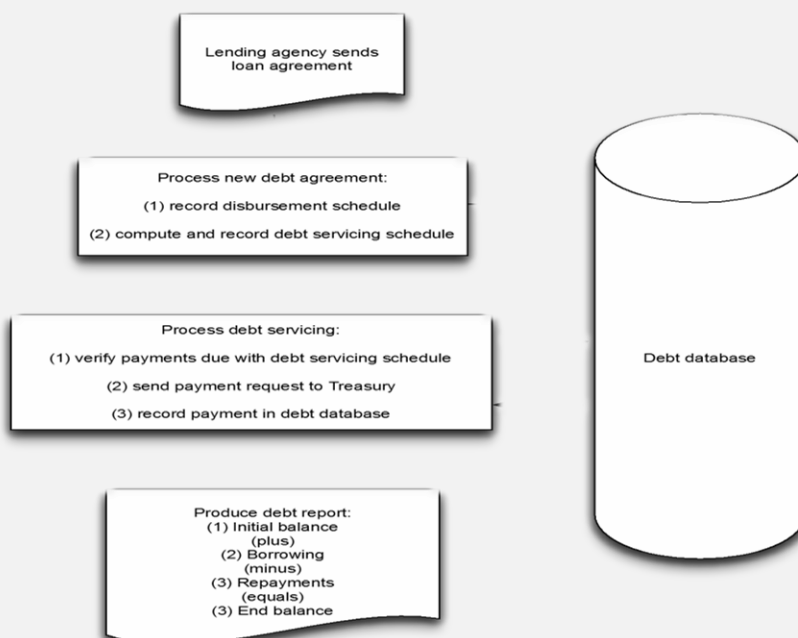 Lending agency sends
loan agreement
Process new debt agreement:
(1) record disbursement schedule
(2) compute and record debt servicing schedule
Process debt servicing:
(1) verify payments due with debt servicing schedule
(2) send payment request to Treasury
(3) record payment in debt database
Debt database
Produce debt report:
(1) Initial balance
(plus)
(2) Borrowing
(minus)
(3) Repayments
(equals)
(3) End balance